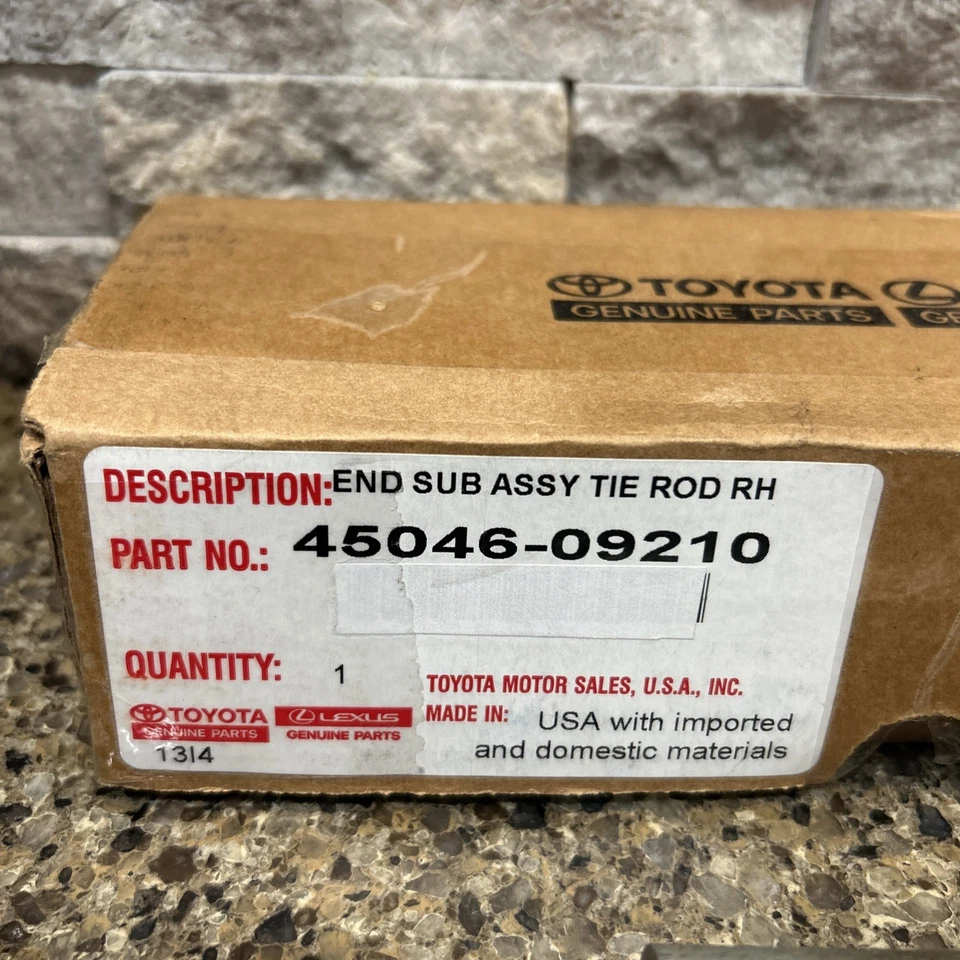 TOYOTA
GENUINE PARTS
DESCRIPTION: END SUB ASSY TIE ROD RH
PART NO.: 45046-09210
QUANTITY: 1
TOYOTA MOTOR SALES, U.S.A., INC.
MADE IN: USA with imported
and domestic materials
TOYOTA
GENUINE PARTS
LEXUS
GENUINE PARTS
13I4